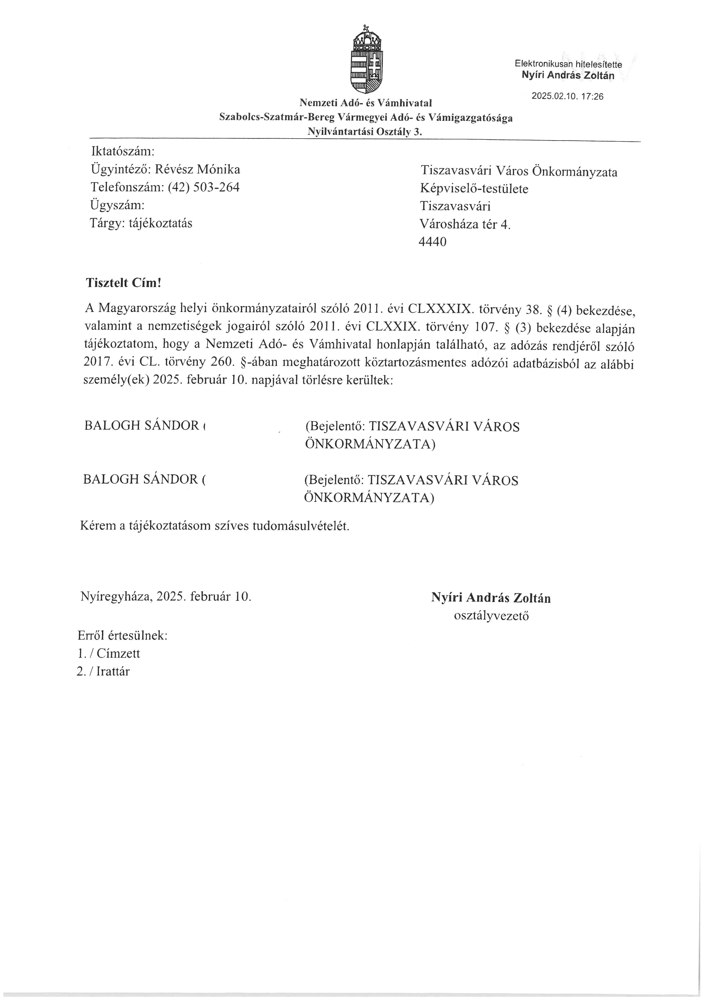 Elektronikusan hitelesítette
Nyíri András Zoltán
2025.02.10. 17:26
Nemzeti Adó- és Vámhivatal
Szabolcs-Szatmár-Bereg Vármegyei Adó- és Vámigazgatósága
Nyilvántartási Osztály 3.
Iktatószám:
Ügyintéző: Révész Mónika
Telefonszám: (42) 503-264
Ügyszám:
Tárgy: tájékoztatás
Tiszavasvári Város Önkormányzata
Képviselő-testülete
Tiszavasvári
Városháza tér 4.
4440
Tisztelt Cím!
A Magyarország helyi önkormányzatairól szóló 2011. évi CLXXXIX. törvény 38. § (4) bekezdése,
valamint a nemzetiségek jogairól szóló 2011. évi CLXXIX. törvény 107. § (3) bekezdése alapján
tájékoztatom, hogy a Nemzeti Adó- és Vámhivatal honlapján található, az adózás rendjéről szóló
2017. évi CL. törvény 260. §-ában meghatározott köztartozásmentes adózói adatbázisból az alábbi
személy(ek) 2025. február 10. napjával törlésre kerültek:
BALOGH SÁNDOR ( (Bejelentő: TISZAVASVÁRI VÁROS
ÖNKORMÁNYZATA)
BALOGH SÁNDOR ( (Bejelentő: TISZAVASVÁRI VÁROS
ÖNKORMÁNYZATA)
Kérem a tájékoztatásom szíves tudomásulvételét.
Nyíregyháza, 2025. február 10.
Nyíri András Zoltán
osztályvezető
Erről értesülnek:
1. / Címzett
2. / Irattár